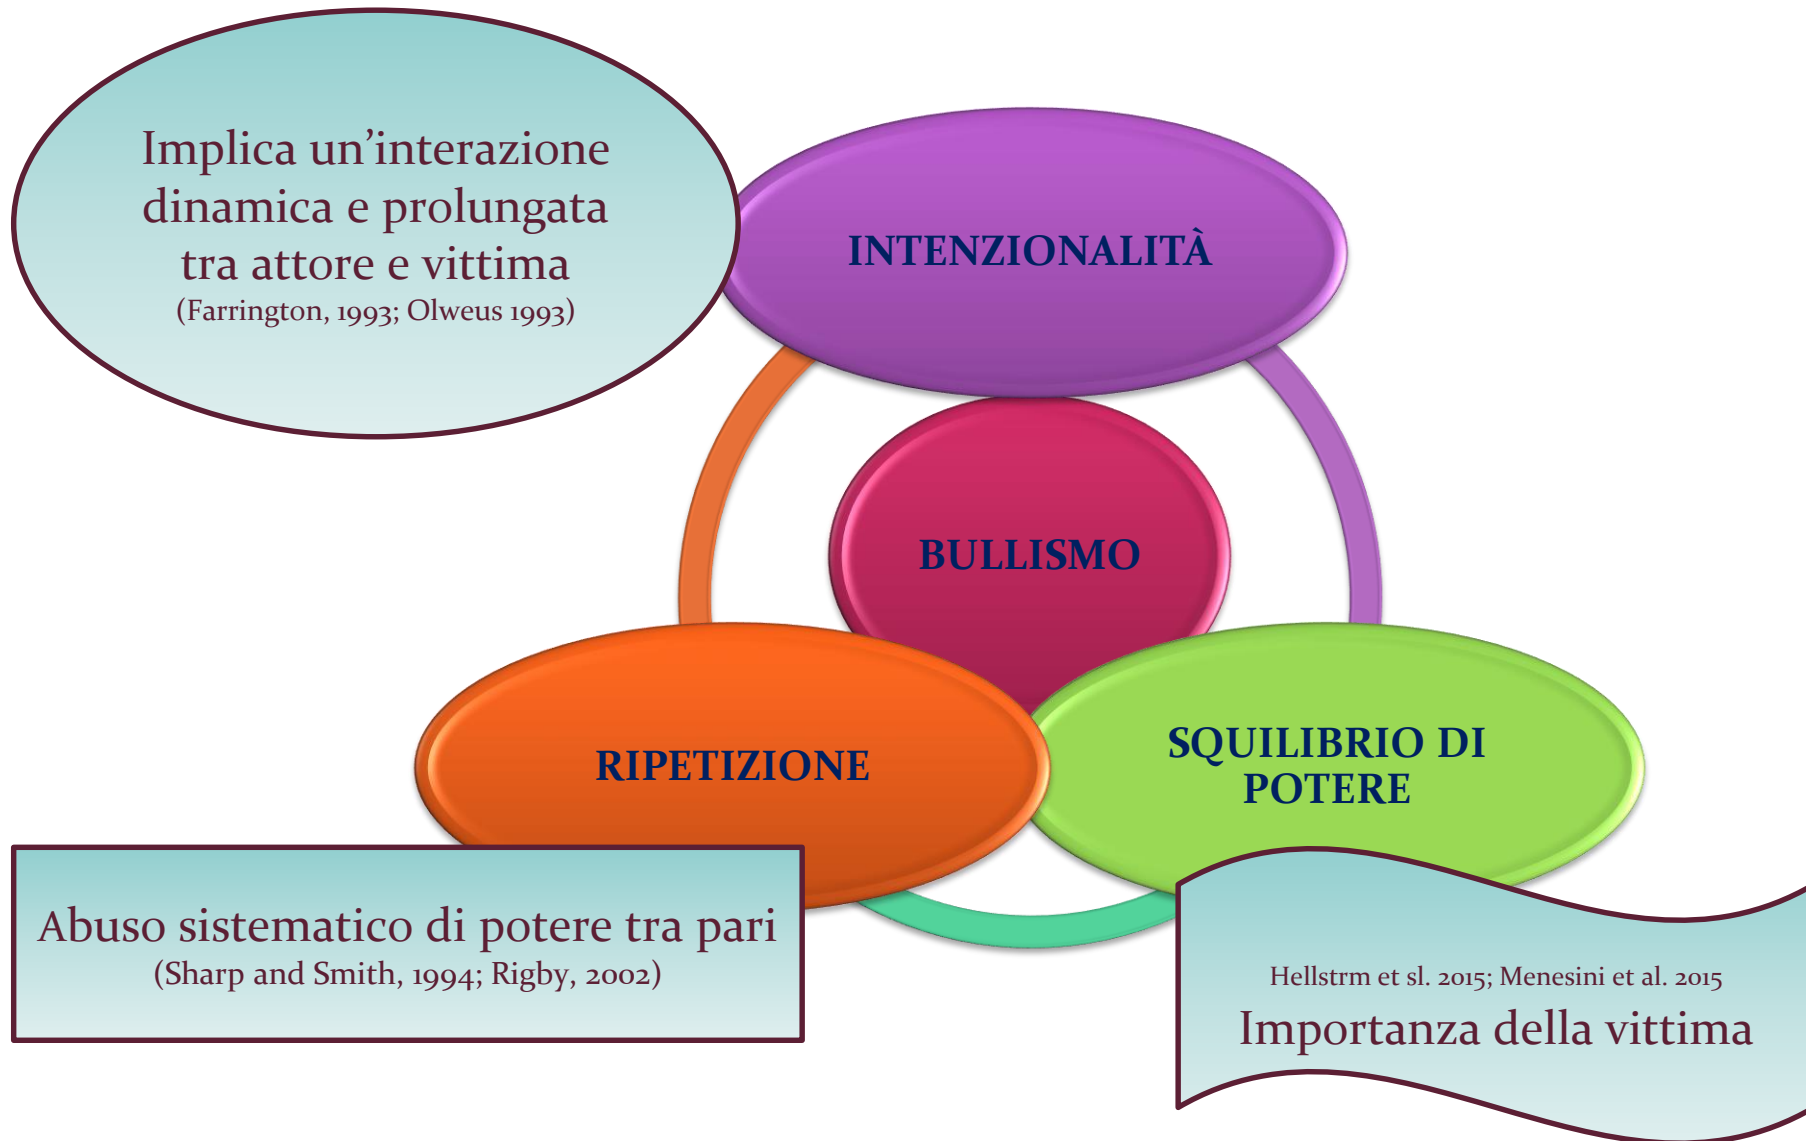 Implica un’interazione
dinamica e prolungata
tra attore e vittima
(Farrington, 1993; Olweus 1993)
INTENZIONALITÀ
BULLISMO
RIPETIZIONE
SQUILIBRIO DI
POTERE
Abuso sistematico di potere tra pari
(Sharp and Smith, 1994; Rigby, 2002)
Hellstrm et sl. 2015; Menesini et al. 2015
Importanza della vittima